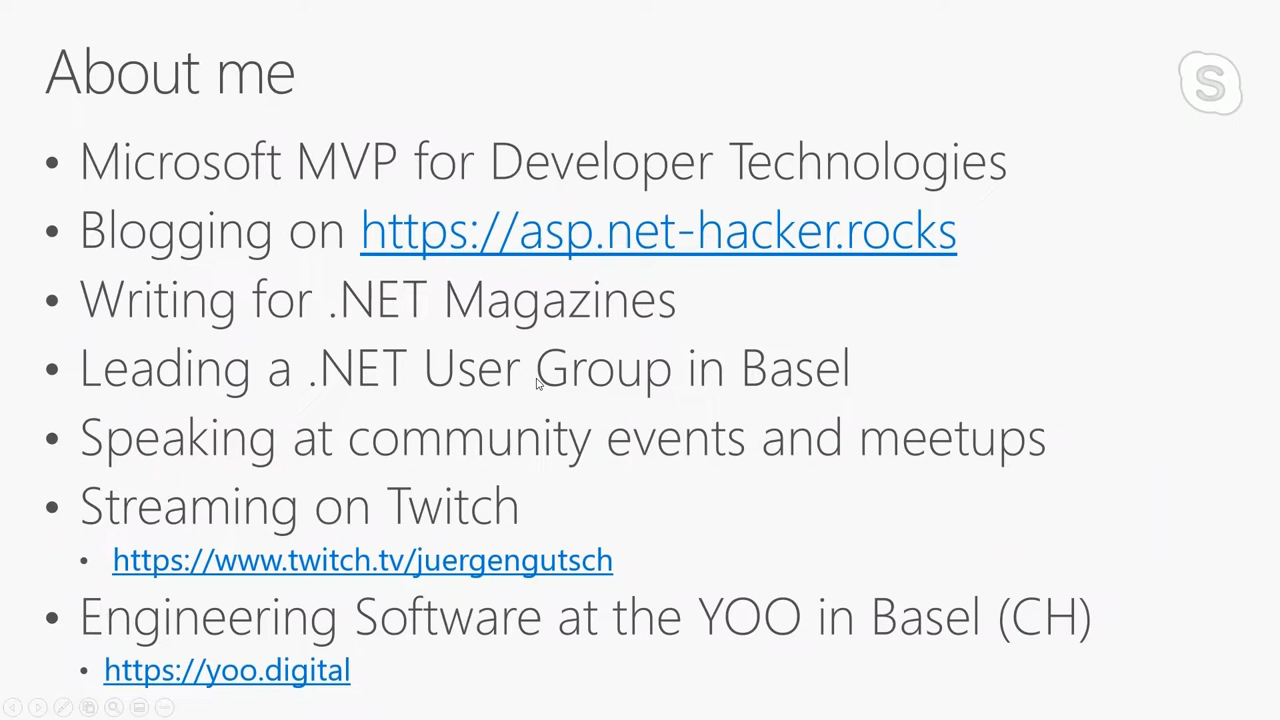 About me
S
• Microsoft MVP for Developer Technologies
• Blogging on https://asp.net-hacker.rocks
• Writing for .NET Magazines
• Leading a .NET User Group in Basel
• Speaking at community events and meetups
• Streaming on Twitch
• https://www.twitch.tv/juergengutsch
• Engineering Software at the YOO in Basel (CH)
• https://yoo.digital